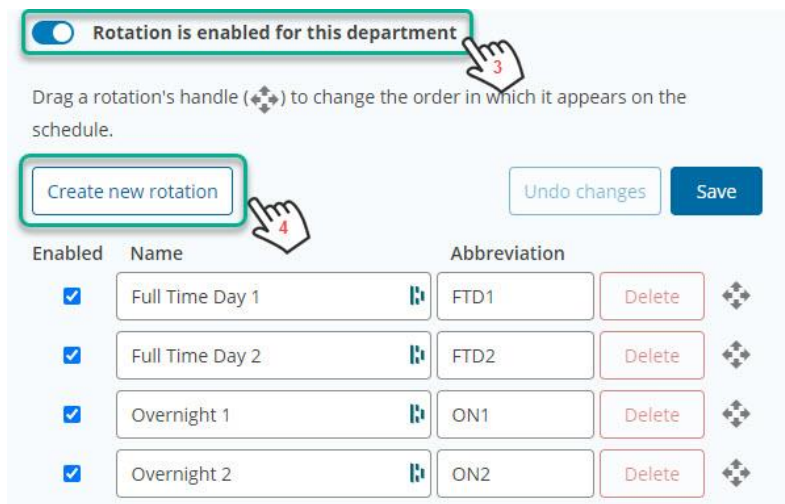 Rotation is enabled for this department
3
Drag a rotation's handle ( ) to change the order in which it appears on the
schedule.
Create new rotation
4
Undo changes
Save
Enabled Name Abbreviation
Full Time Day 1 FTD1 Delete
Full Time Day 2 FTD2 Delete
Overnight 1 ON1 Delete
Overnight 2 ON2 Delete